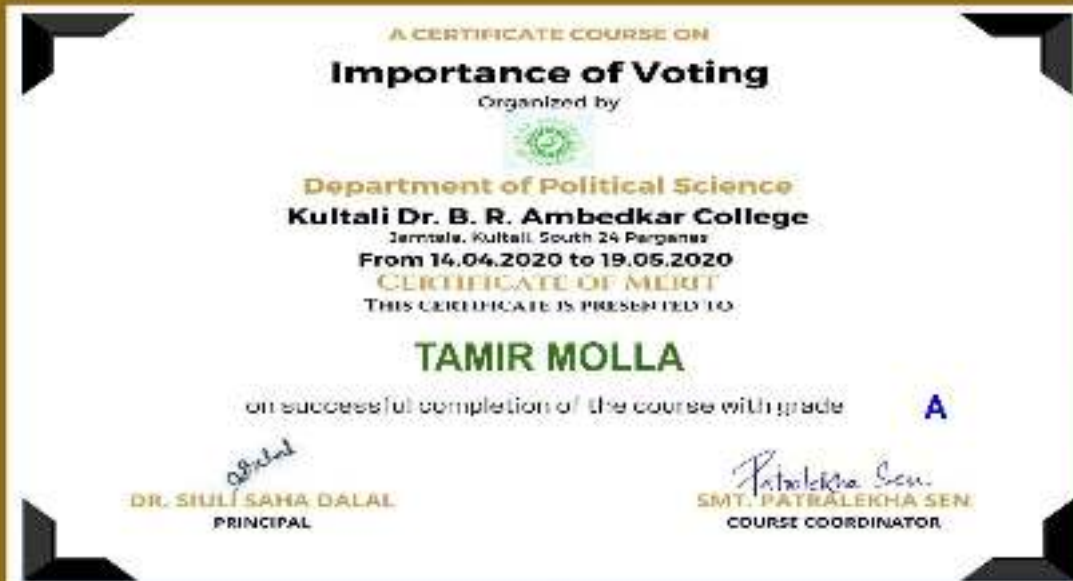 A CERTIFICATE COURSE ON
Importance of Voting
Organized by
Department of Political Science
Kultali Dr. B. R. Ambedkar College
Jamtala, Kultali, South 24 Parganas
From 14.04.2020 to 19.05.2020
CERTIFICATE OF MERIT
THIS CERTIFICATE IS PRESENTED TO
TAMIR MOLLA
on successful completion of the course with grade A
Patralekha Sen.
DR. SIULI SAHA DALAL SMT. PATRALEKHA SEN
PRINCIPAL COURSE COORDINATOR